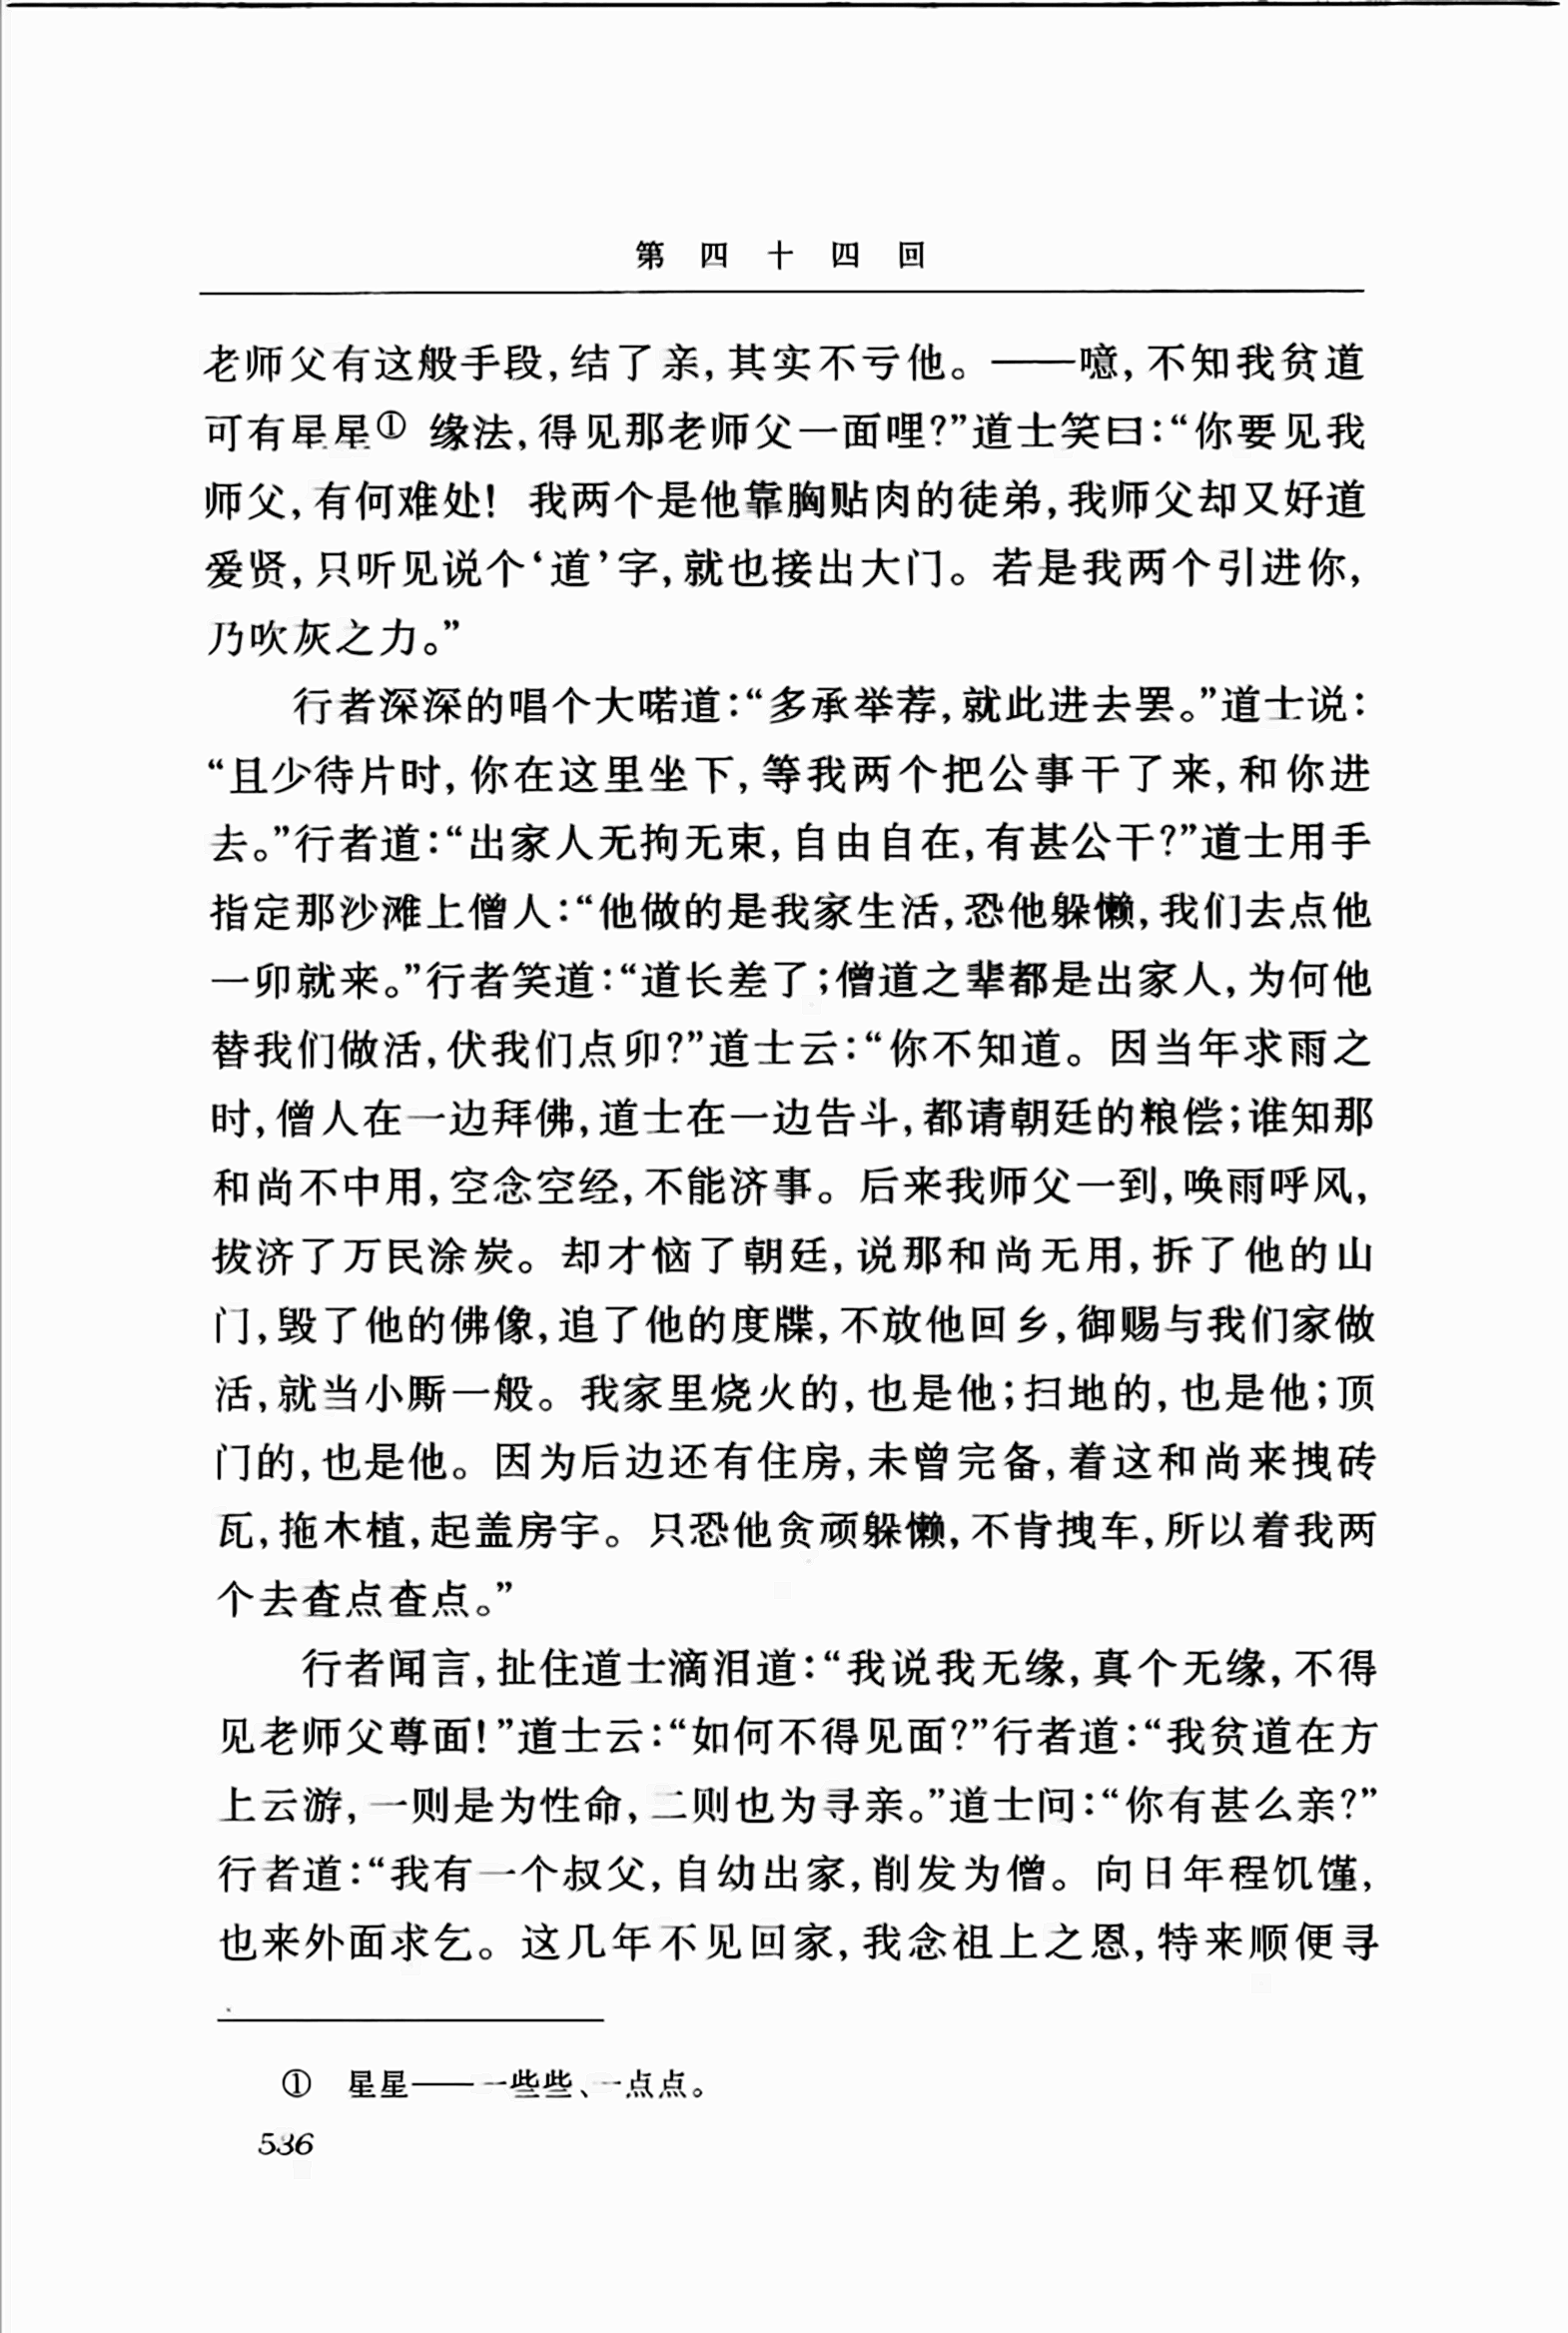 第四十四回
老师父有这般手段,结了亲,其实不亏他。——噫,不知我贫道
可有星星① 缘法,得见那老师父一面哩?”道士笑曰:“你要见我
师父,有何难处! 我两个是他靠胸贴肉的徒弟,我师父却又好道
爱贤,只听见说个‘道’字,就也接出大门。若是我两个引进你,
乃吹灰之力。”
行者深深的唱个大喏道:“多承举荐,就此进去罢。”道士说:
“且少待片时,你在这里坐下,等我两个把公事干了来,和你进
去。”行者道:“出家人无拘无束,自由自在,有甚公干?”道士用手
指定那沙滩上僧人:“他做的是我家生活,恐他躲懒,我们去点他
一卯就来。”行者笑道:“道长差了;僧道之辈都是出家人,为何他
替我们做活,伏我们点卯?”道士云:“你不知道。因当年求雨之
时,僧人在一边拜佛,道士在一边告斗,都请朝廷的粮偿;谁知那
和尚不中用,空念空经,不能济事。后来我师父一到,唤雨呼风,
拔济了万民涂炭。却才恼了朝廷,说那和尚无用,拆了他的山
门,毁了他的佛像,追了他的度牒,不放他回乡,御赐与我们家做
活,就当小厮一般。我家里烧火的,也是他;扫地的,也是他;顶
门的,也是他。因为后边还有住房,未曾完备,着这和尚来拽砖
瓦,拖木植,起盖房宇。只恐他贪顽躲懒,不肯拽车,所以着我两
个去查点查点。”
行者闻言,扯住道士滴泪道:“我说我无缘,真个无缘,不得
见老师父尊面!”道士云:“如何不得见面?”行者道:“我贫道在方
上云游,一则是为性命,二则也为寻亲。”道士问:“你有甚么亲?”
行者道:“我有一个叔父,自幼出家,削发为僧。向日年程饥馑,
也来外面求乞。这几年不见回家,我念祖上之恩,特来顺便寻
① 星星——一些些、一点点。
536